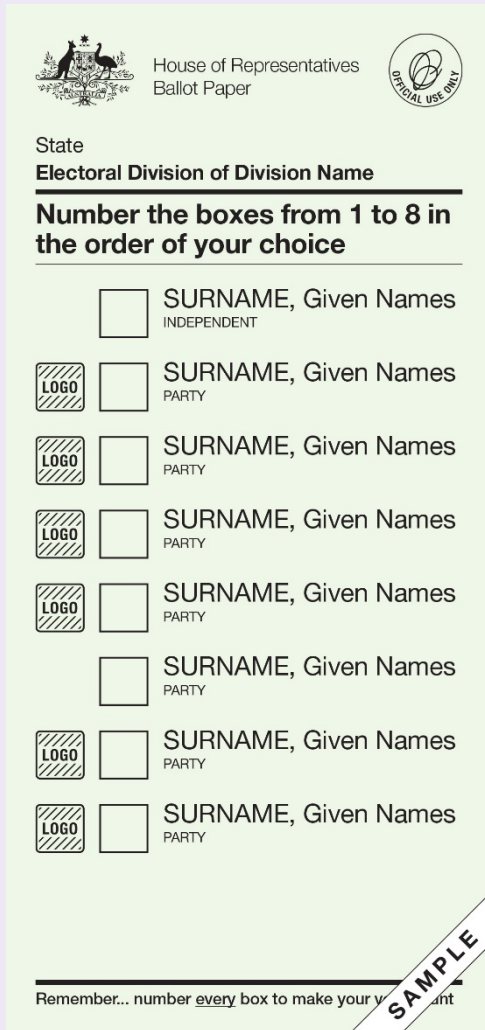 House of Representatives
Ballot Paper
OFFICIAL USE ONLY
State
Electoral Division of Division Name
Number the boxes from 1 to 8 in
the order of your choice
SURNAME, Given Names
INDEPENDENT
LOGO
SURNAME, Given Names
PARTY
LOGO
SURNAME, Given Names
PARTY
LOGO
SURNAME, Given Names
PARTY
LOGO
SURNAME, Given Names
PARTY
SURNAME, Given Names
PARTY
LOGO
SURNAME, Given Names
PARTY
LOGO
SURNAME, Given Names
PARTY
SAMPLE
Remember... number every box to make your